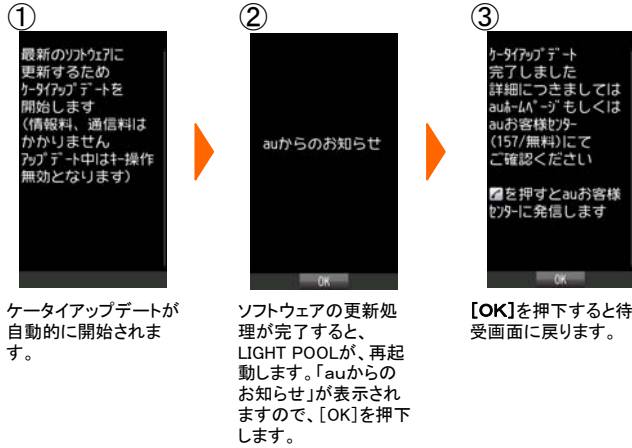 ①
最新のｿﾌﾄｳｪｱに
更新するため
ｹｰﾀｲｱｯﾌﾟﾃﾞｰﾄを
開始します
(情報料、通信料は
かかりません
ｱｯﾌﾟﾃﾞｰﾄ中はｷｰ操作
無効となります)
ケータイアップデートが
自動的に開始されま
す。
②
auからのお知らせ
OK
ソフトウェアの更新処
理が完了すると、
LIGHT POOLが、再起
動します。「auからの
お知らせ」が表示され
ますので、[OK]を押下
します。
③
ｹｰﾀｲｱｯﾌﾟﾃﾞｰﾄ
完了しました
詳細につきましては
auﾎｰﾑﾍﾟｰｼﾞもしくは
auお客様ｾﾝﾀｰ
(157/無料)にて
ご確認ください
を押すとauお客様
ｾﾝﾀｰに発信します
OK
[OK]を押下すると待
受画面に戻ります。